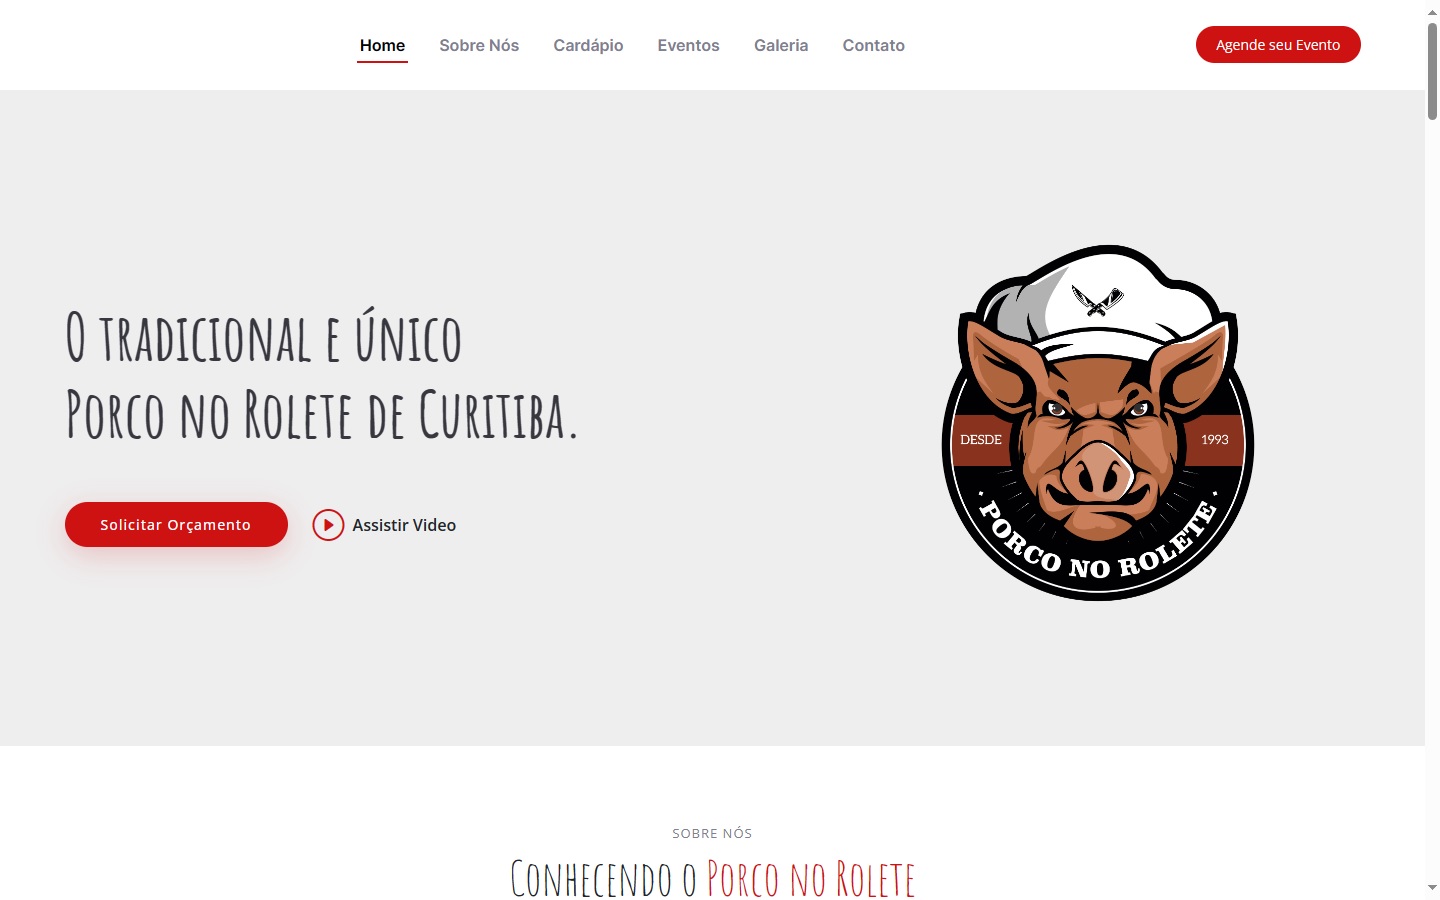 Home Sobre Nós Cardápio Eventos Galeria Contato Agende seu Evento
O tradicional e único
Porco no Rolete de Curitiba.
Solicitar Orçamento Assistir Video
DESDE 1993
· PORCO NO ROLETE ·
SOBRE NÓS
Conhecendo o Porco no Rolete